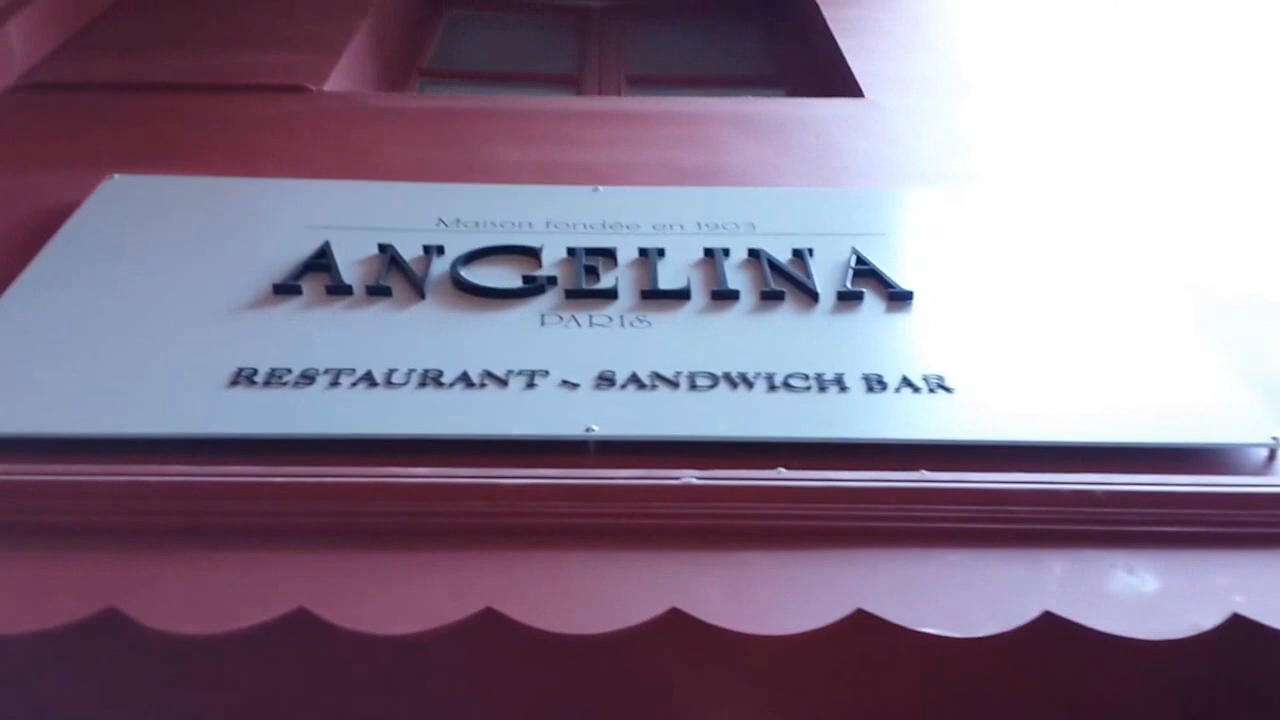 Maison fondée en 1903
ANGELINA
PARIS
RESTAURANT ~ SANDWICH BAR